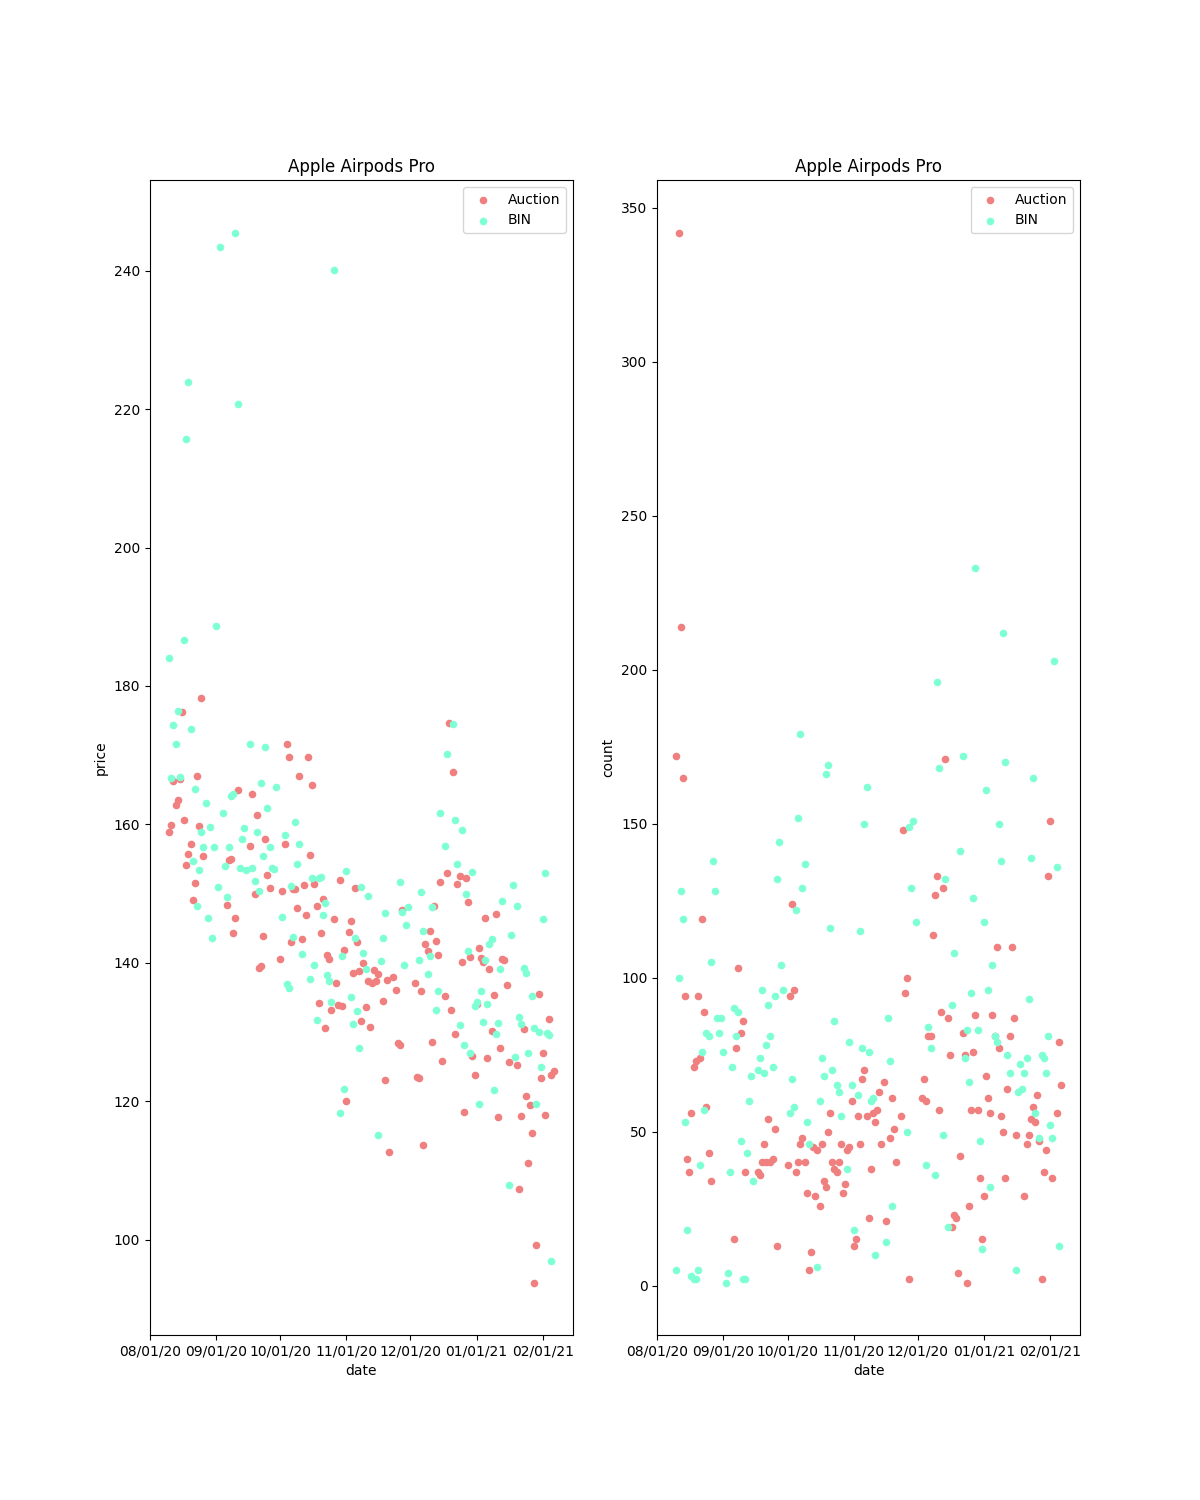 Apple Airpods Pro
Auction
BIN
240
220
200
180
160
140
120
100
price
08/01/20 09/01/20 10/01/20 11/01/20 12/01/20 01/01/21 02/01/21
date
Apple Airpods Pro
Auction
BIN
350
300
250
200
150
100
50
0
count
08/01/20 09/01/20 10/01/20 11/01/20 12/01/20 01/01/21 02/01/21
date